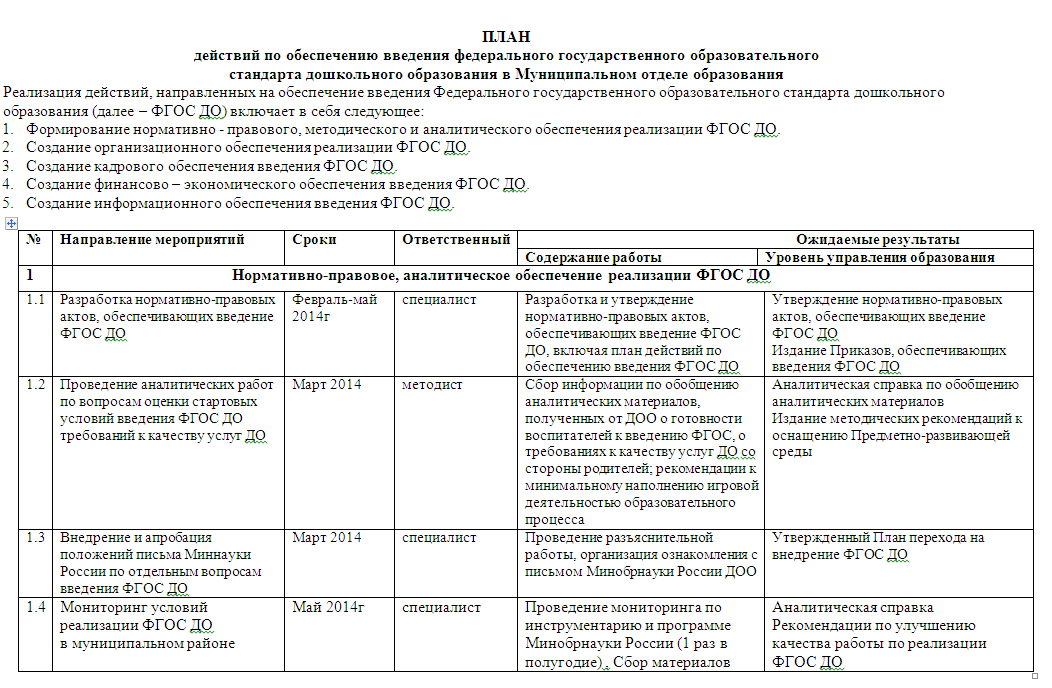 ПЛАН
действий по обеспечению введения федерального государственного образовательного
стандарта дошкольного образования в Муниципальном отделе образования
Реализация действий, направленных на обеспечение введения Федерального государственного образовательного стандарта дошкольного
образования (далее – ФГОС ДО) включает в себя следующее:
1. Формирование нормативно - правового, методического и аналитического обеспечения реализации ФГОС ДО.
2. Создание организационного обеспечения реализации ФГОС ДО.
3. Создание кадрового обеспечения введения ФГОС ДО.
4. Создание финансово – экономического обеспечения введения ФГОС ДО.
5. Создание информационного обеспечения введения ФГОС ДО.
№ Направление мероприятий Сроки Ответственный Ожидаемые результаты
Содержание работы Уровень управления образования
1 Нормативно-правовое, аналитическое обеспечение реализации ФГОС ДО
1.1 Разработка нормативно-правовых
актов, обеспечивающих введение
ФГОС ДО
Февраль-май
2014г
специалист
Разработка и утверждение
нормативно-правовых актов,
обеспечивающих введение ФГОС
ДО, включая план действий по
обеспечению введения ФГОС ДО
Утверждение нормативно-правовых
актов, обеспечивающих введение
ФГОС ДО
Издание Приказов, обеспечивающих
введения ФГОС ДО
1.2 Проведение аналитических работ
по вопросам оценки стартовых
условий введения ФГОС ДО
требований к качеству услуг ДО
Март 2014
методист
Сбор информации по обобщению
аналитических материалов,
полученных от ДОО о готовности
воспитателей к введению ФГОС, о
требованиях к качеству услуг ДО со
стороны родителей; рекомендации к
минимальному наполнению игровой
деятельностью образовательного
процесса
Аналитическая справка по обобщению
аналитических материалов
Издание методических рекомендаций к
оснащению Предметно-развивающей
среды
1.3 Внедрение и апробация
положений письма Миннауки
России по отдельным вопросам
введения ФГОС ДО
Март 2014
специалист
Проведение разъяснительной
работы, организация ознакомления с
письмом Минобрнауки России ДОО
Утвержденный План перехода на
внедрение ФГОС ДО
1.4 Мониторинг условий
реализации ФГОС ДО
в муниципальном районе
Май 2014г
специалист
Проведение мониторинга по
инструментарию и программе
Минобрнауки России (1 раз в
полугодие) , Сбор материалов
Аналитическая справка
Рекомендации по улучшению
качества работы по реализации
ФГОС ДО